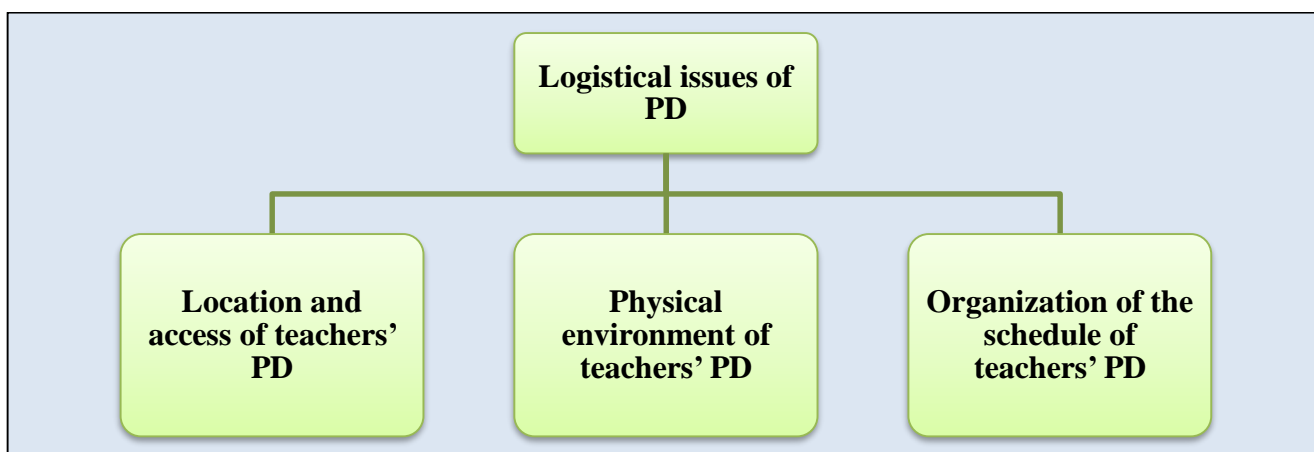 Logistical issues of
PD
Location and
access of teachers’
PD
Physical
environment of
teachers’ PD
Organization of the
schedule of
teachers’ PD